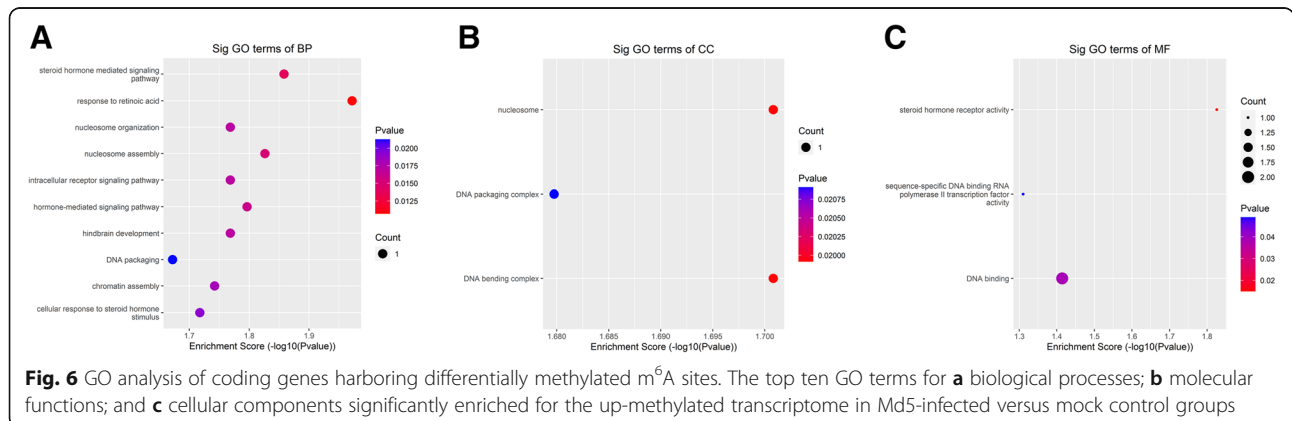 A
Sig GO terms of BP
steroid hormone mediated signaling
pathway
response to retinoic acid
nucleosome organization
nucleosome assembly
intracellular receptor signaling pathway
hormone-mediated signaling pathway
hindbrain development
DNA packaging
chromatin assembly
cellular response to steroid hormone
stimulus
1.7 1.8 1.9
Enrichment Score (-log10(Pvalue))
Pvalue
0.0200
0.0175
0.0150
0.0125
Count
1
B
Sig GO terms of CC
nucleosome
DNA packaging complex
DNA bending complex
1.680 1.685 1.690 1.695 1.700
Enrichment Score (-log10(Pvalue))
Count
1
Pvalue
0.02075
0.02050
0.02025
0.02000
C
Sig GO terms of MF
steroid hormone receptor activity
sequence-specific DNA binding RNA
polymerase II transcription factor
activity
DNA binding
1.3 1.4 1.5 1.6 1.7 1.8
Enrichment Score (-log10(Pvalue))
Count
1.00
1.25
1.50
1.75
2.00
Pvalue
0.04
0.03
0.02
Fig. 6 GO analysis of coding genes harboring differentially methylated m⁶A sites. The top ten GO terms for a biological processes; b molecular
functions; and c cellular components significantly enriched for the up-methylated transcriptome in Md5-infected versus mock control groups